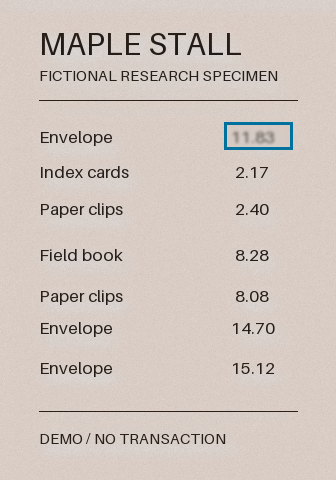 MAPLE STALL
FICTIONAL RESEARCH SPECIMEN
Envelope
Index cards 2.17
Paper clips 2.40
Field book 8.28
Paper clips 8.08
Envelope 14.70
Envelope 15.12
DEMO / NO TRANSACTION